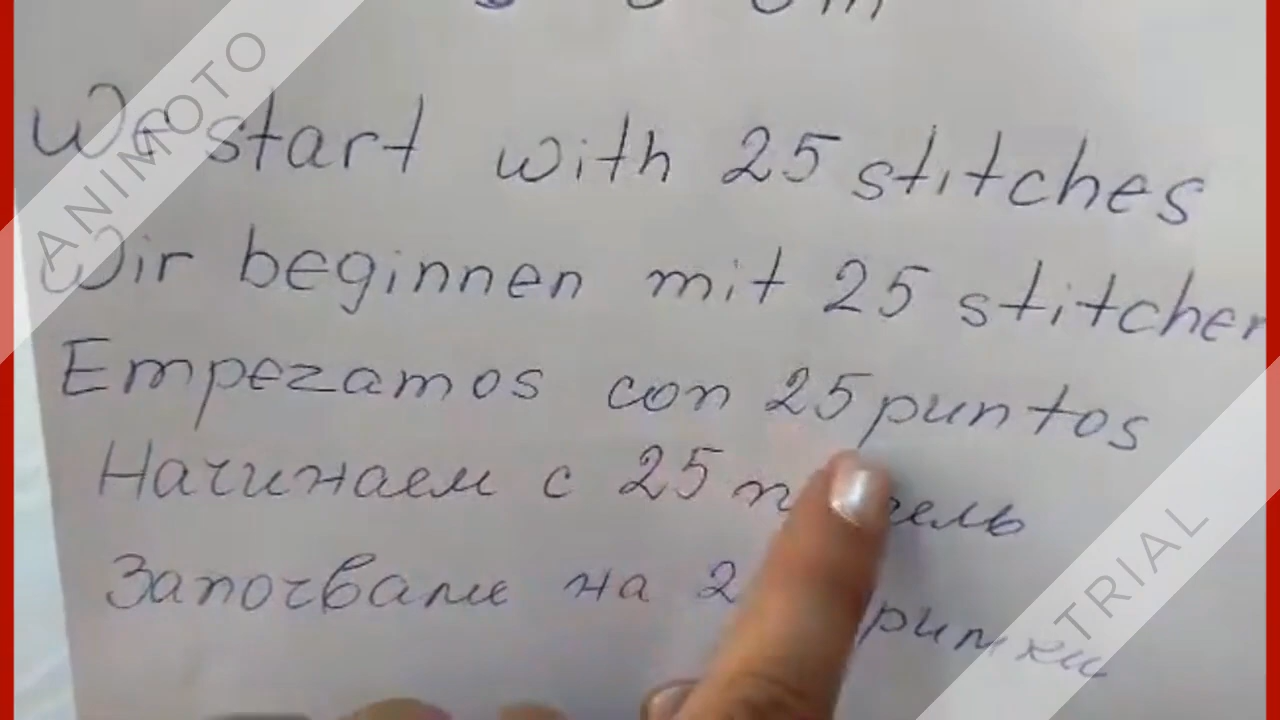 ANIMOTO
We start with 25 stitches
Wir beginnen mit 25 stitchen
Empezamos con 25 puntos
Начинаем с 25
Започваме на
TRIAL